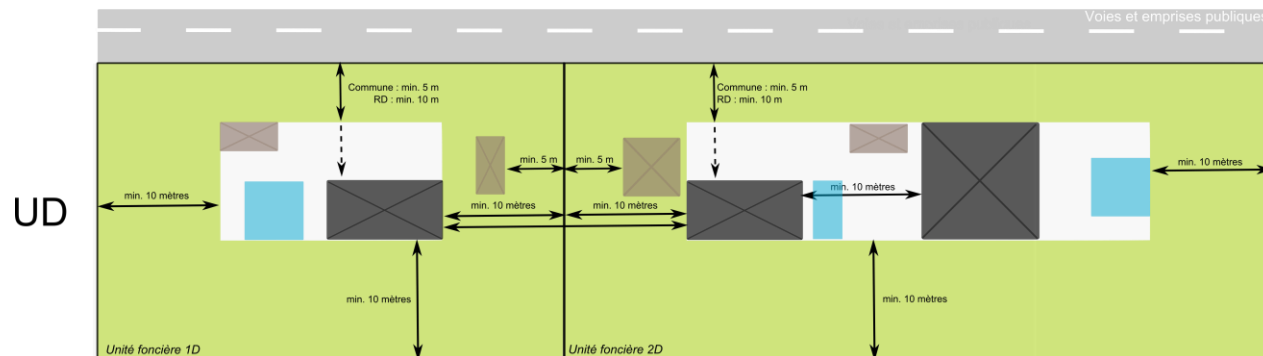 Voies et emprises publiques
Commune : min. 5 m
RD : min. 10 m
Commune : min. 5 m
RD : min. 10 m
min. 5 m
min. 5 m
min. 10 mètres
min. 10 mètres
min. 10 mètres
UD
min. 10 mètres
min. 10 mètres
min. 10 mètres
min. 10 mètres
Unité foncière 1D
Unité foncière 2D